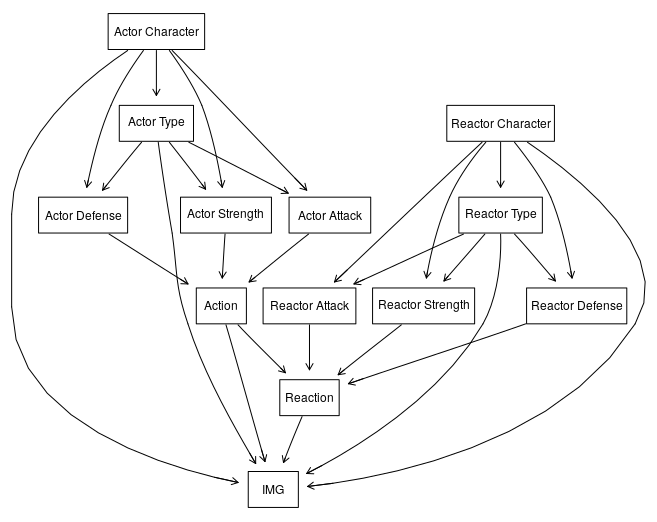 Actor Character
Actor Type
Reactor Character
Actor Defense
Actor Strength
Actor Attack
Reactor Type
Action
Reactor Attack
Reactor Strength
Reactor Defense
Reaction
IMG